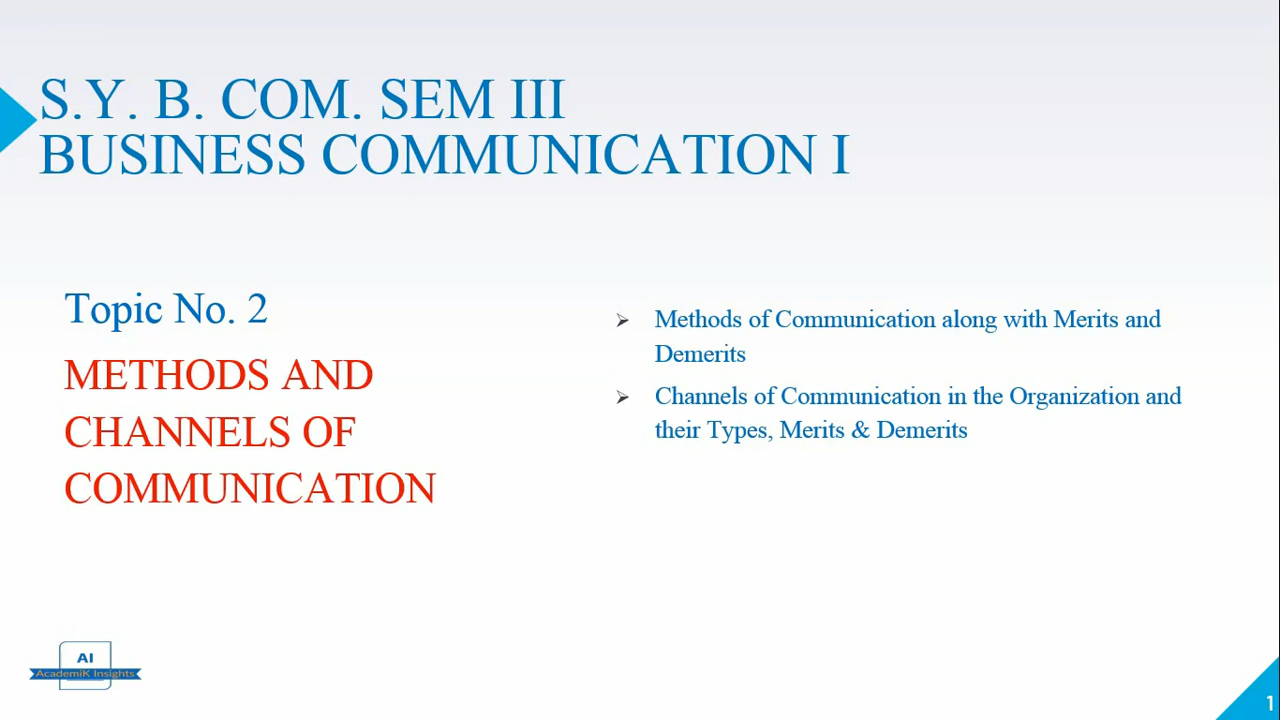 S.Y. B. COM. SEM III
BUSINESS COMMUNICATION I
Topic No. 2
METHODS AND
CHANNELS OF
COMMUNICATION
Methods of Communication along with Merits and
Demerits
Channels of Communication in the Organization and
their Types, Merits & Demerits
AI
AcademiK Insights
1